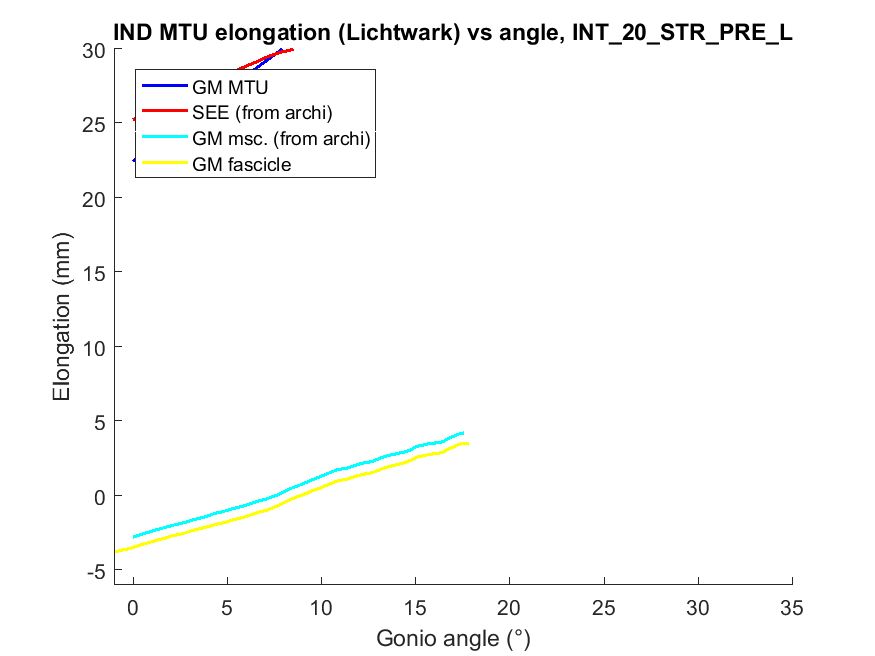 IND MTU elongation (Lichtwark) vs angle, INT_20_STR_PRE_L
30
25
20
15
10
5
0
-5
Elongation (mm)
GM MTU
SEE (from archi)
GM msc. (from archi)
GM fascicle
0 5 10 15 20 25 30 35
Gonio angle (°)